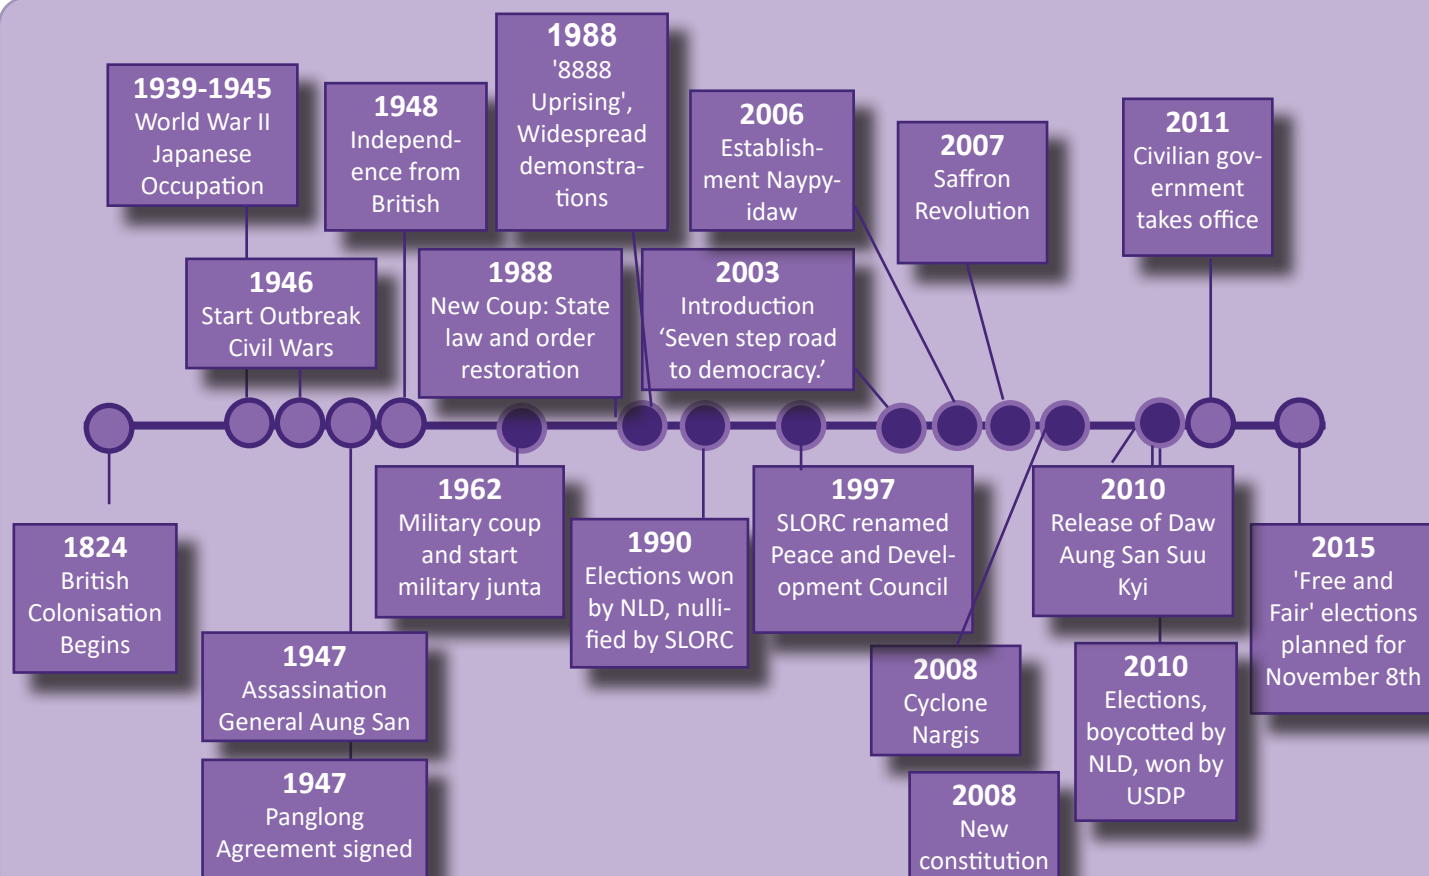 1939-1945
World War II
Japanese
Occupation
1948
Independ-
ence from
British
1988
'8888
Uprising',
Widespread
demonstra-
tions
2006
Establish-
ment Naypy-
idaw
2007
Saffron
Revolution
2011
Civilian gov-
ernment
takes office
1946
Start Outbreak
Civil Wars
1988
New Coup: State
law and order
restoration
2003
Introduction
‘Seven step road
to democracy.’
1824
British
Colonisation
Begins
1947
Assassination
General Aung San
1947
Panglong
Agreement signed
1962
Military coup
and start
military junta
1990
Elections won
by NLD, nulli-
fied by SLORC
1997
SLORC renamed
Peace and Devel-
opment Council
2008
Cyclone
Nargis
2008
New
constitution
2010
Release of Daw
Aung San Suu
Kyi
2010
Elections,
boycotted by
NLD, won by
USDP
2015
'Free and
Fair' elections
planned for
November 8th